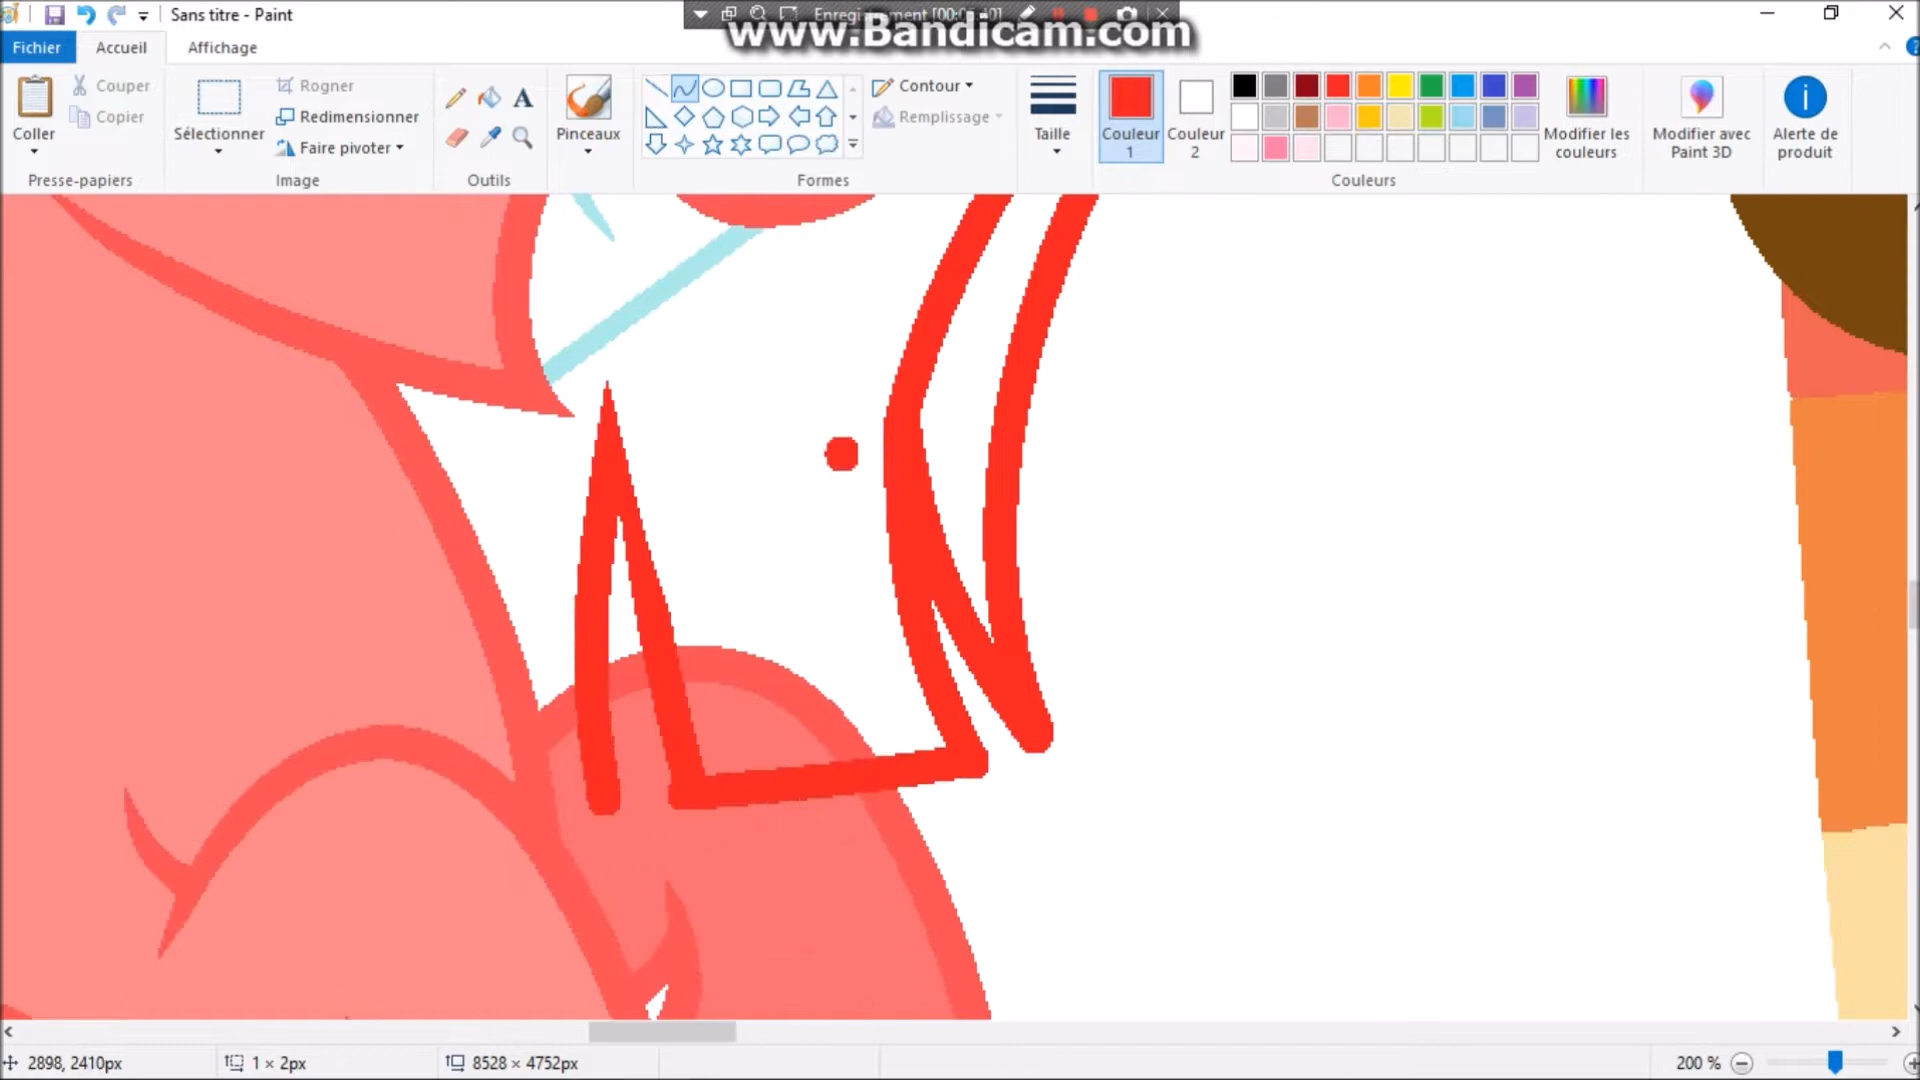 Sans titre - Paint
www.Bandicam.com
Fichier
Accueil
Affichage
Coller
Couper
Copier
Presse-papiers
Sélectionner
Rogner
Redimensionner
Faire pivoter
Image
A
Outils
Pinceaux
Formes
Contour
Remplissage
Taille
Couleur
1
Couleur
2
Modifier les
couleurs
Couleurs
Modifier avec
Paint 3D
Alerte de
produit
2898, 2410px
1 × 2px
8528 × 4752px
200 %